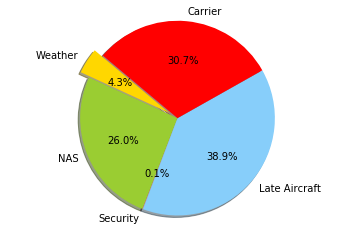 Carrier
30.7%
Weather
4.3%
26.0%
38.9%
NAS
0.1%
Late Aircraft
Security